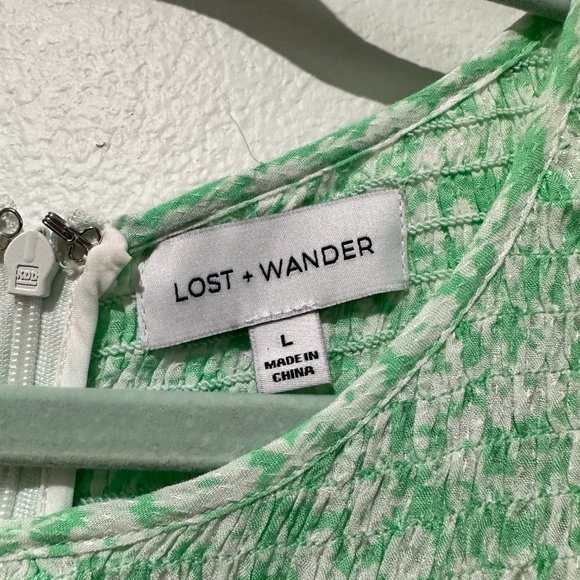 LOST + WANDER
L
MADE IN
CHINA